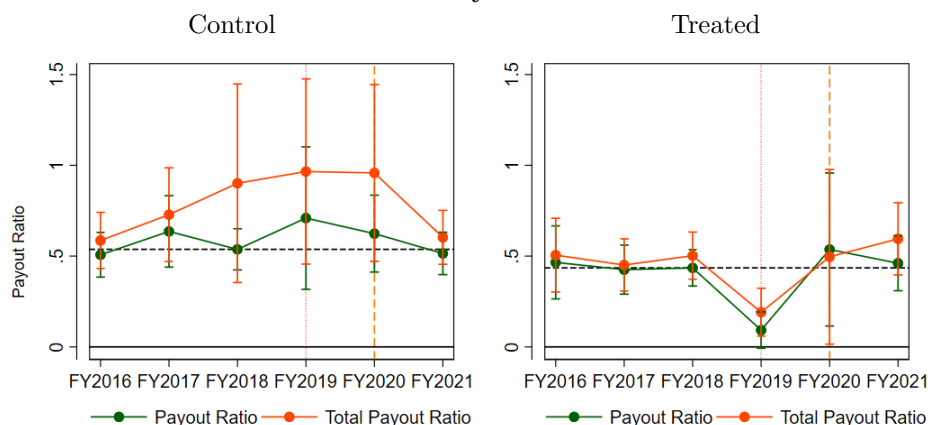 Control
Treated
Payout Ratio
1.5
1
.5
0
FY2016 FY2017 FY2018 FY2019 FY2020 FY2021
Payout Ratio Total Payout Ratio
1.5
1
.5
0
FY2016 FY2017 FY2018 FY2019 FY2020 FY2021
Payout Ratio Total Payout Ratio